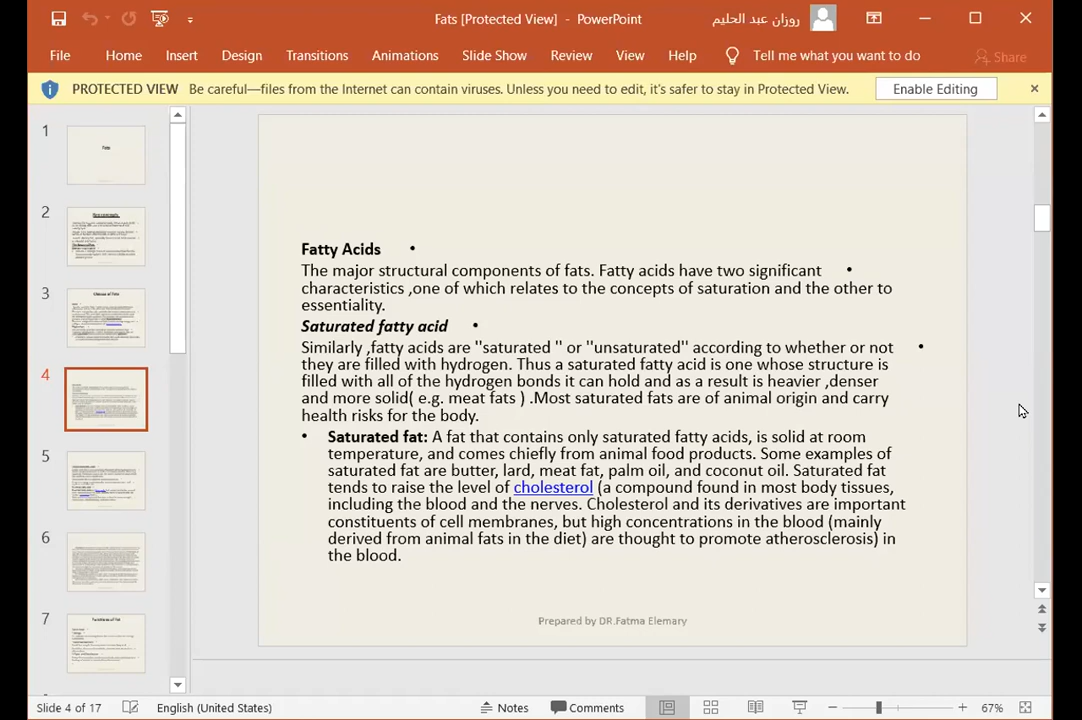 Fats [Protected View] - PowerPoint
روزان عبد الحليم
File Home Insert Design Transitions Animations Slide Show Review View Help Tell me what you want to do Share
PROTECTED VIEW Be careful—files from the Internet can contain viruses. Unless you need to edit, it's safer to stay in Protected View. Enable Editing
1
2
3
4
5
6
7
Fatty Acids •
The major structural components of fats. Fatty acids have two significant •
characteristics ,one of which relates to the concepts of saturation and the other to
essentiality.
Saturated fatty acid •
Similarly ,fatty acids are "saturated " or "unsaturated" according to whether or not •
they are filled with hydrogen. Thus a saturated fatty acid is one whose structure is
filled with all of the hydrogen bonds it can hold and as a result is heavier ,denser
and more solid( e.g. meat fats ) .Most saturated fats are of animal origin and carry
health risks for the body.
• Saturated fat: A fat that contains only saturated fatty acids, is solid at room
temperature, and comes chiefly from animal food products. Some examples of
saturated fat are butter, lard, meat fat, palm oil, and coconut oil. Saturated fat
tends to raise the level of cholesterol (a compound found in most body tissues,
including the blood and the nerves. Cholesterol and its derivatives are important
constituents of cell membranes, but high concentrations in the blood (mainly
derived from animal fats in the diet) are thought to promote atherosclerosis) in
the blood.
Prepared by DR.Fatma Elemary
Slide 4 of 17 English (United States) Notes Comments 67%